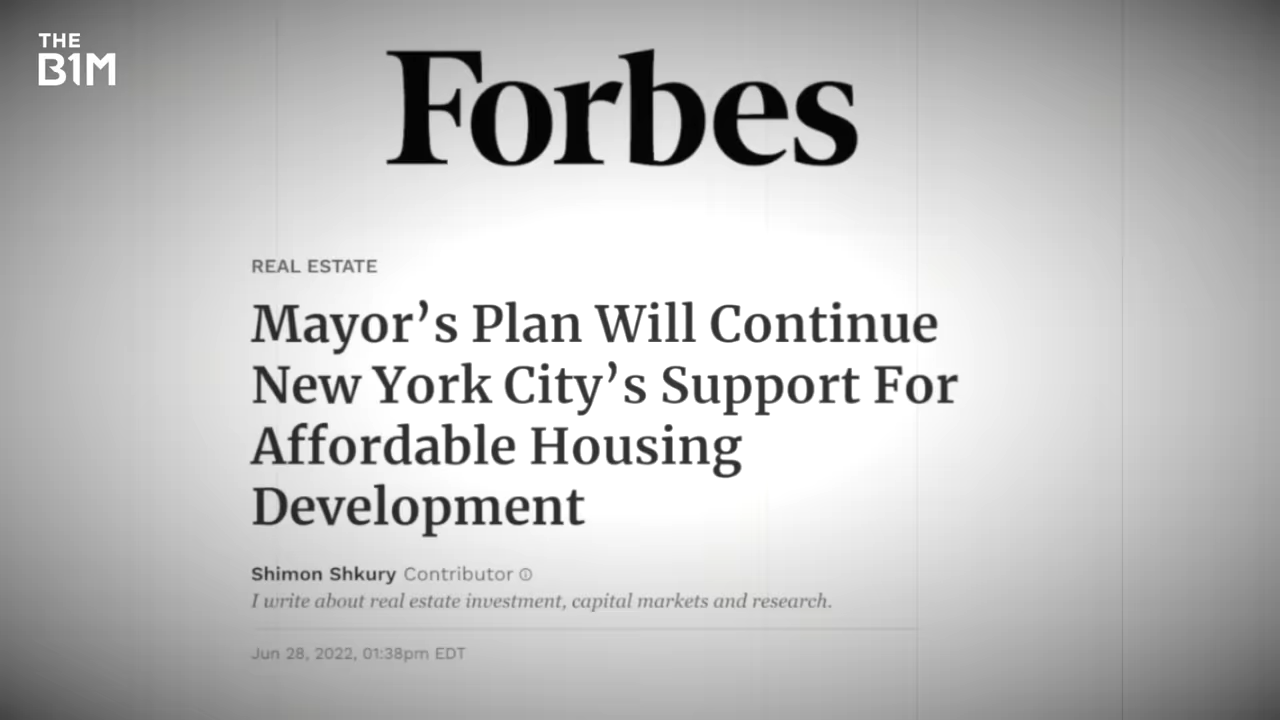 THE
B1M
Forbes
REAL ESTATE
Mayor’s Plan Will Continue
New York City’s Support For
Affordable Housing
Development
Shimon Shkury Contributor
I write about real estate investment, capital markets and research.
Jun 28, 2022, 01:38pm EDT